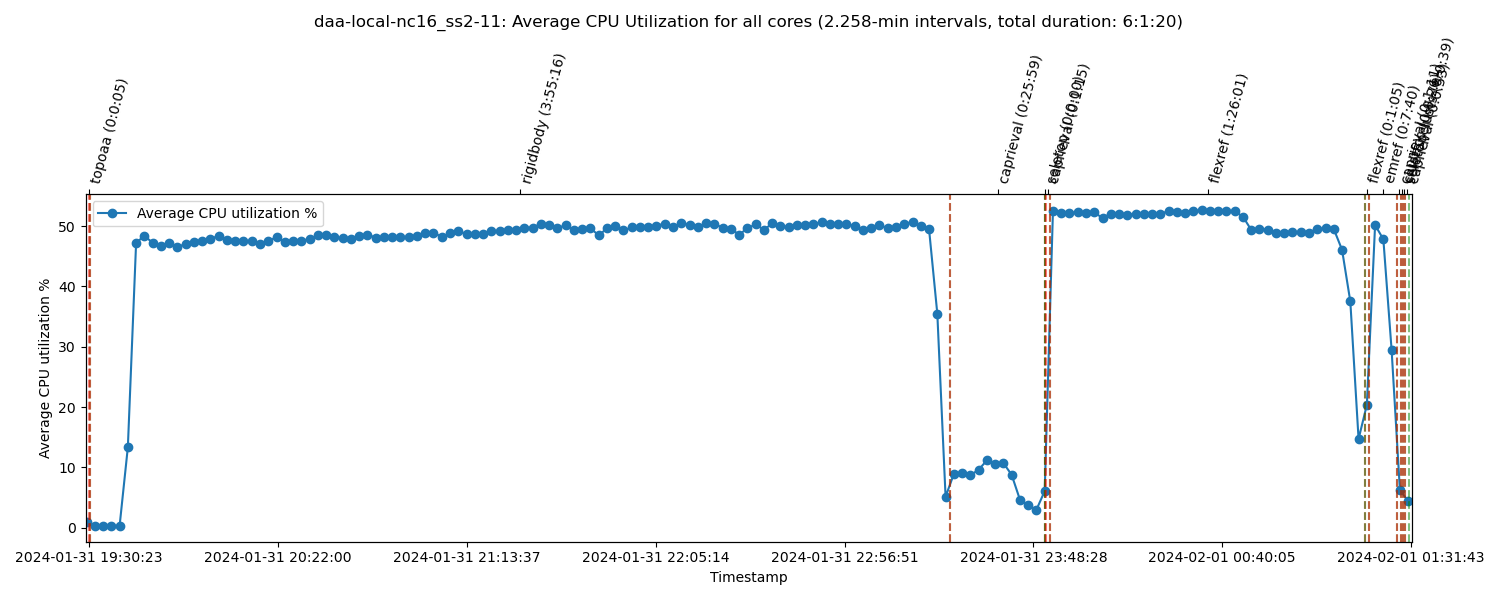 daa-local-nc16_ss2-11: Average CPU Utilization for all cores (2.258-min intervals, total duration: 6:1:20)
topoaa (0:0:05)
rigidbody (3:55:16)
caprieval (0:25:59)
caprieval (0:1:15)
flexref (1:26:01)
flexref (0:1:05)
emref (0:7:40)
Average CPU utilization %
Average CPU utilization %
50
40
30
20
10
0
2024-01-31 19:30:23
2024-01-31 20:22:00
2024-01-31 21:13:37
2024-01-31 22:05:14
2024-01-31 22:56:51
2024-01-31 23:48:28
2024-02-01 00:40:05
2024-02-01 01:31:43
Timestamp